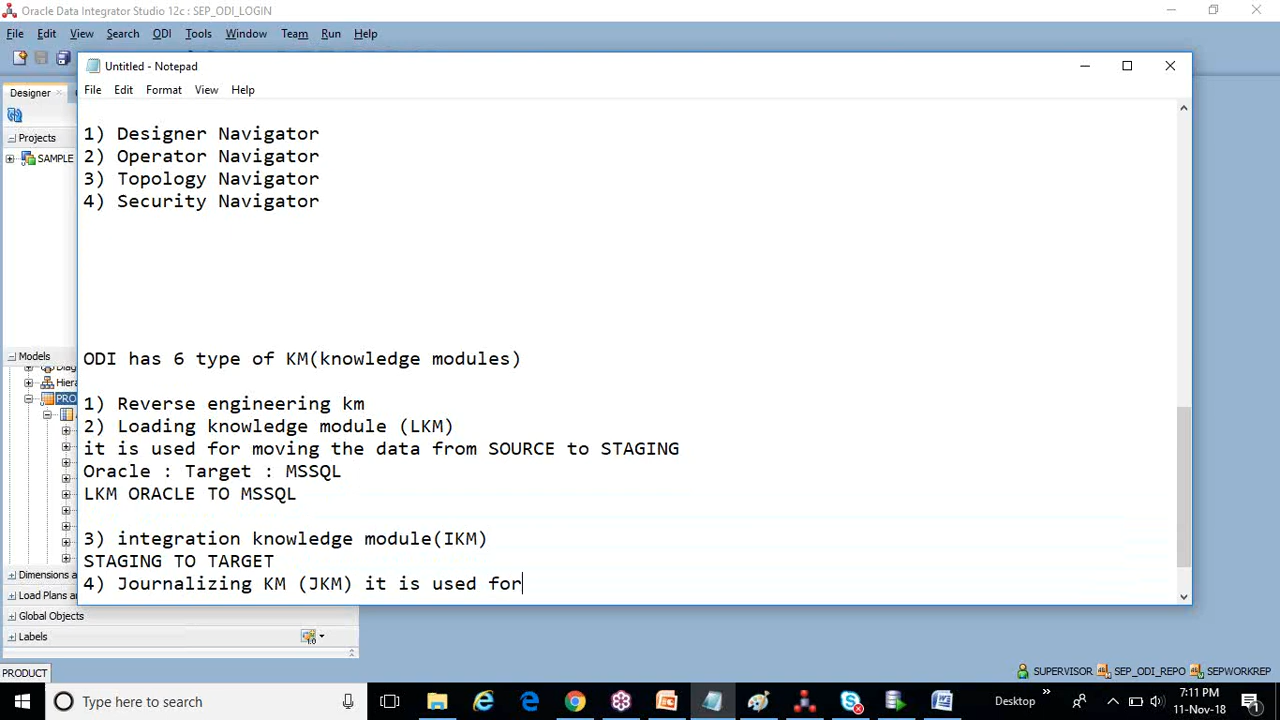 Oracle Data Integrator Studio 12c : SEP_ODI_LOGIN
File Edit View Search ODI Tools Window Team Run Help
Untitled - Notepad
File Edit Format View Help
Designer
Projects
SAMPLE
1) Designer Navigator
2) Operator Navigator
3) Topology Navigator
4) Security Navigator
ODI has 6 type of KM(knowledge modules)
1) Reverse engineering km
2) Loading knowledge module (LKM)
it is used for moving the data from SOURCE to STAGING
Oracle : Target : MSSQL
LKM ORACLE TO MSSQL
3) integration knowledge module(IKM)
STAGING TO TARGET
4) Journalizing KM (JKM) it is used for
Models
Hiera
PRO
Dimensions a
Load Plans a
Global Objects
Labels
PRODUCT
SUPERVISOR SEP_ODI_REPO SEPWORKREP
Type here to search
Desktop
7:11 PM
11-Nov-18